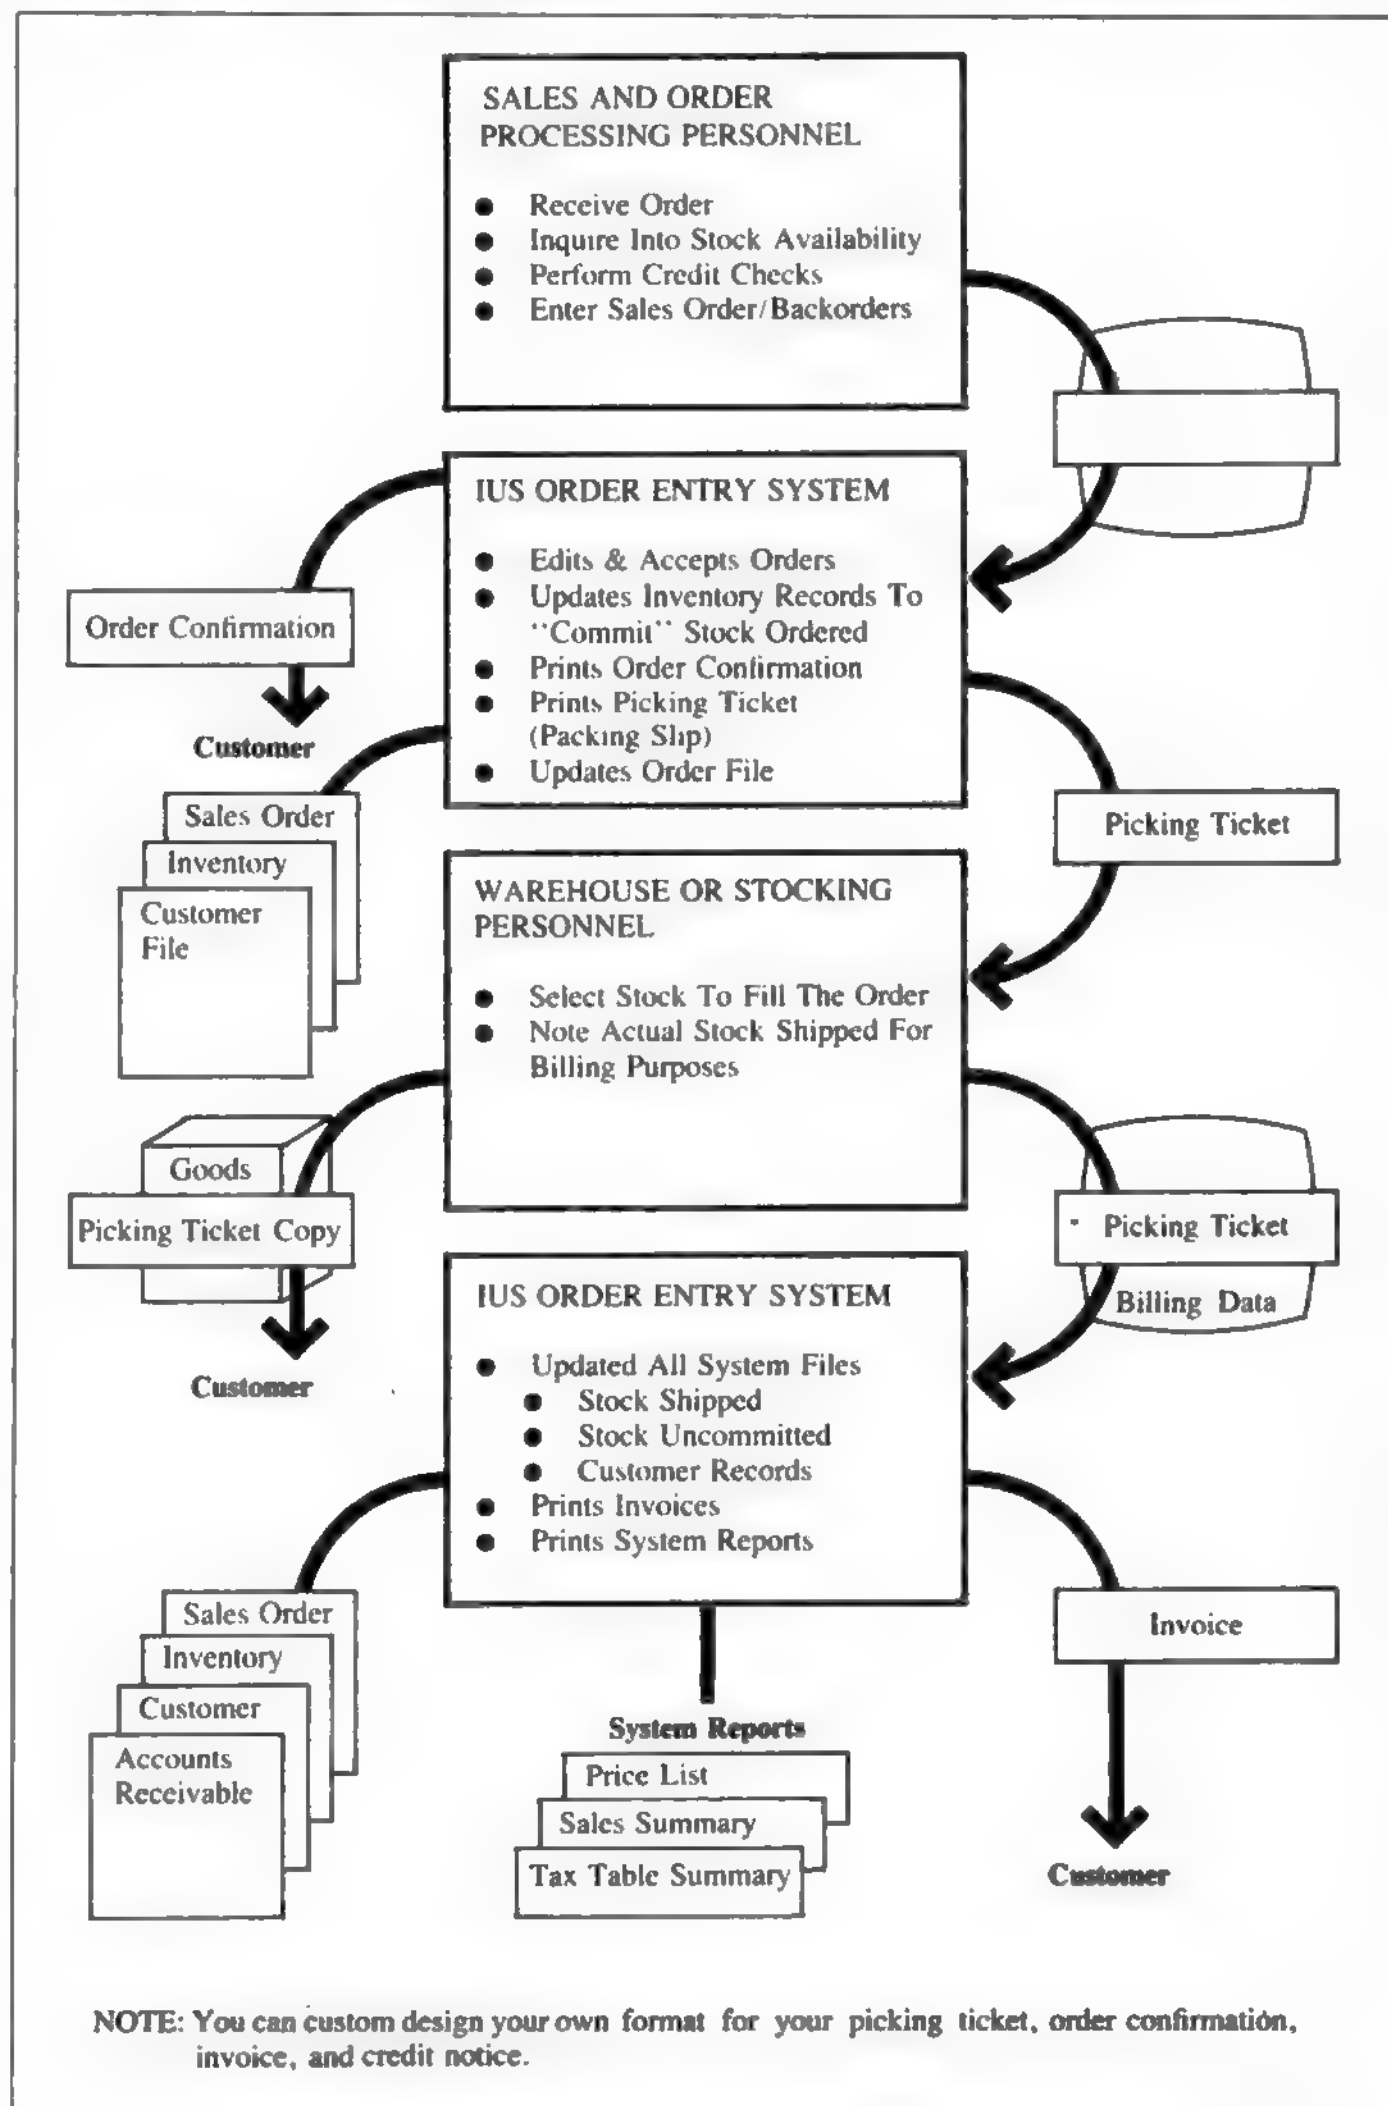 SALES AND ORDER
PROCESSING PERSONNEL
● Receive Order
● Inquire Into Stock Availability
● Perform Credit Checks
● Enter Sales Order/Backorders
IUS ORDER ENTRY SYSTEM
● Edits & Accepts Orders
● Updates Inventory Records To
"Commit" Stock Ordered
● Prints Order Confirmation
● Prints Picking Ticket
(Packing Slip)
● Updates Order File
Order Confirmation
Customer
Sales Order
Inventory
Customer
File
Picking Ticket
WAREHOUSE OR STOCKING
PERSONNEL
● Select Stock To Fill The Order
● Note Actual Stock Shipped For
Billing Purposes
Goods
Picking Ticket Copy
Customer
Picking Ticket
Billing Data
IUS ORDER ENTRY SYSTEM
● Updated All System Files
● Stock Shipped
● Stock Uncommitted
● Customer Records
● Prints Invoices
● Prints System Reports
Sales Order
Inventory
Customer
Accounts
Receivable
System Reports
Price List
Sales Summary
Tax Table Summary
Invoice
Customer
NOTE: You can custom design your own format for your picking ticket, order confirmation,
invoice, and credit notice.